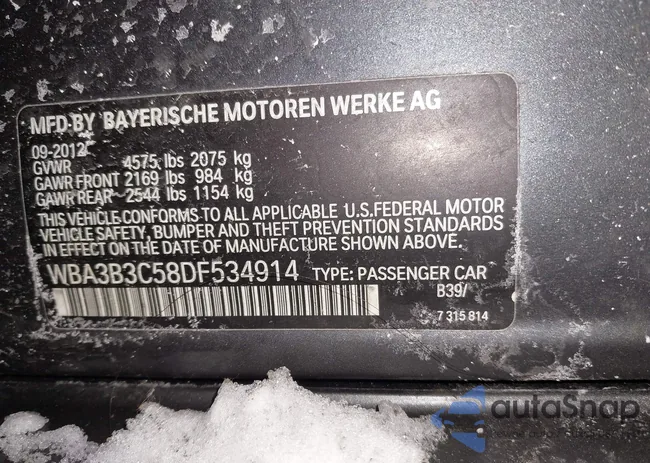 MFD BY BAYERISCHE MOTOREN WERKE AG
09-2012
GVWR 4575 lbs 2075 kg
GAWR FRONT 2169 lbs 984 kg
GAWR REAR 2544 lbs 1154 kg
THIS VEHICLE CONFORMS TO ALL APPLICABLE U.S.FEDERAL MOTOR
VEHICLE SAFETY, BUMPER AND THEFT PREVENTION STANDARDS
IN EFFECT ON THE DATE OF MANUFACTURE SHOWN ABOVE.
WBA3B3C58DF534914 TYPE: PASSENGER CAR
B39/
7 315 814
autaSnap